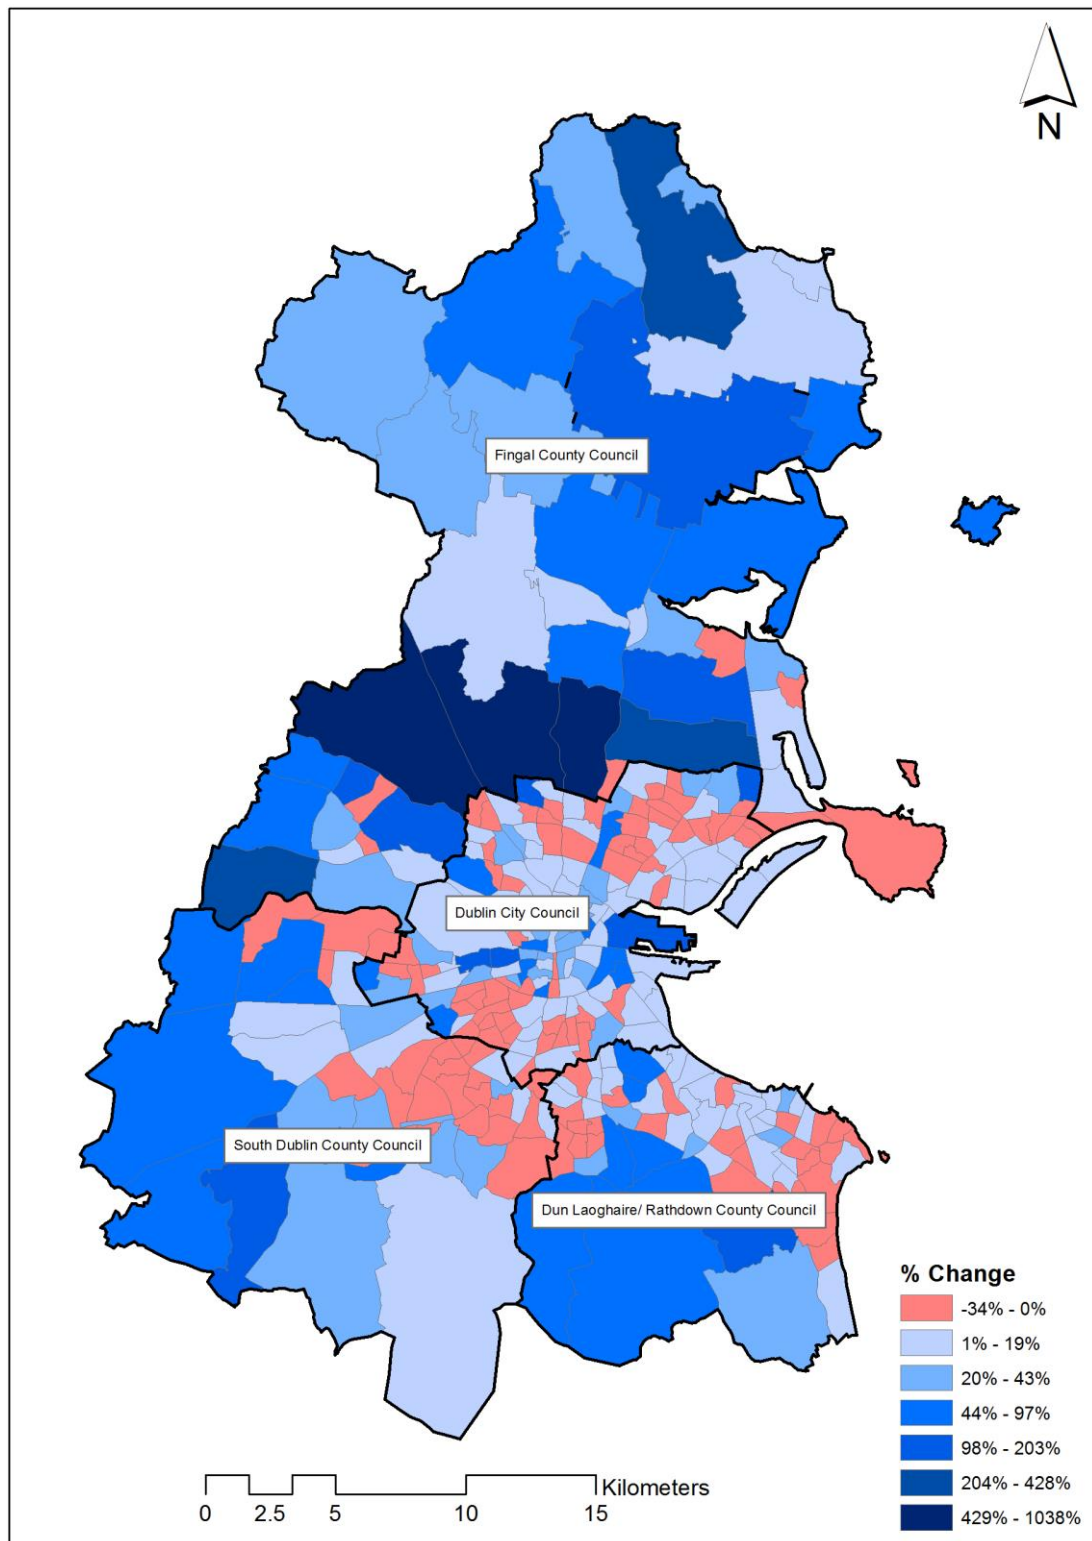 N
Fingal County Council
Dublin City Council
South Dublin County Council
Dun Laoghaire/ Rathdown County Council
% Change
-34% - 0%
1% - 19%
20% - 43%
44% - 97%
98% - 203%
204% - 428%
429% - 1038%
Kilometers
0 2.5 5 10 15